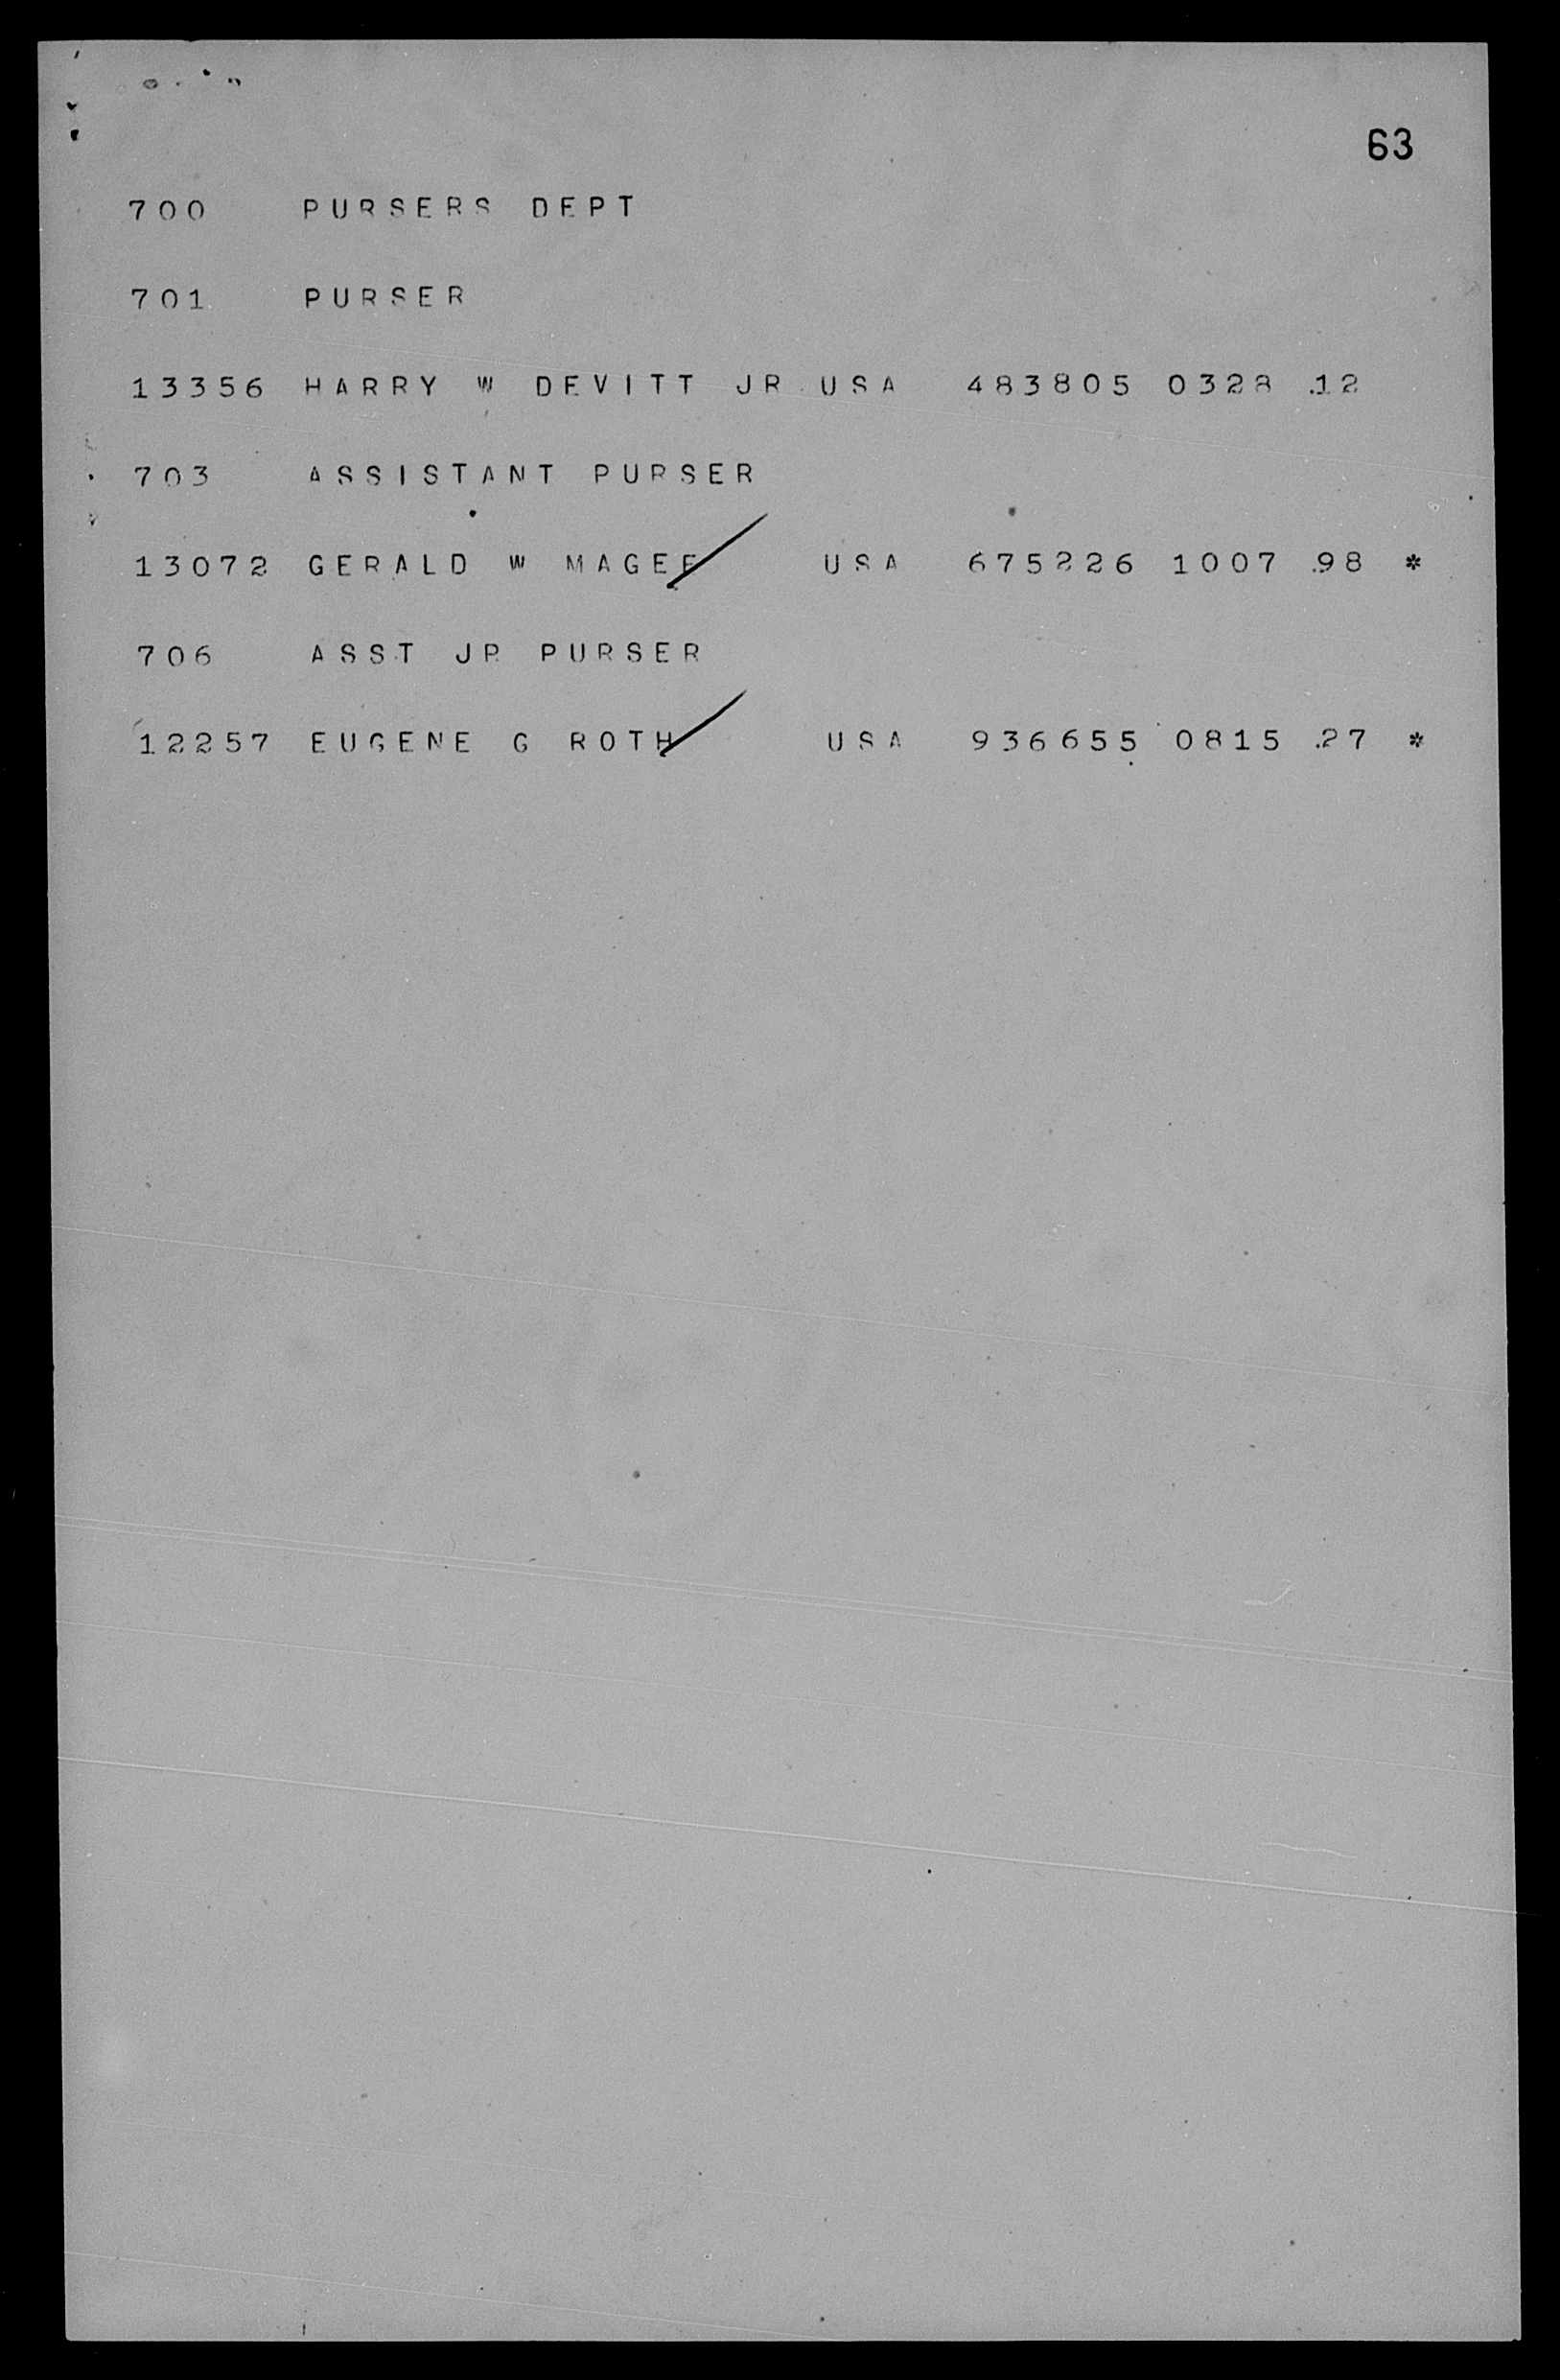 63
700 PURSERS DEPT
701 PURSER
13356 HARRY W DEVITT JR USA 483805 0328 .12
703 ASSISTANT PURSER
13072 GERALD W MAGEE USA 675226 1007 .98 *
706 ASST JR PURSER
12257 EUGENE G ROTH USA 936655 0815 .27 *